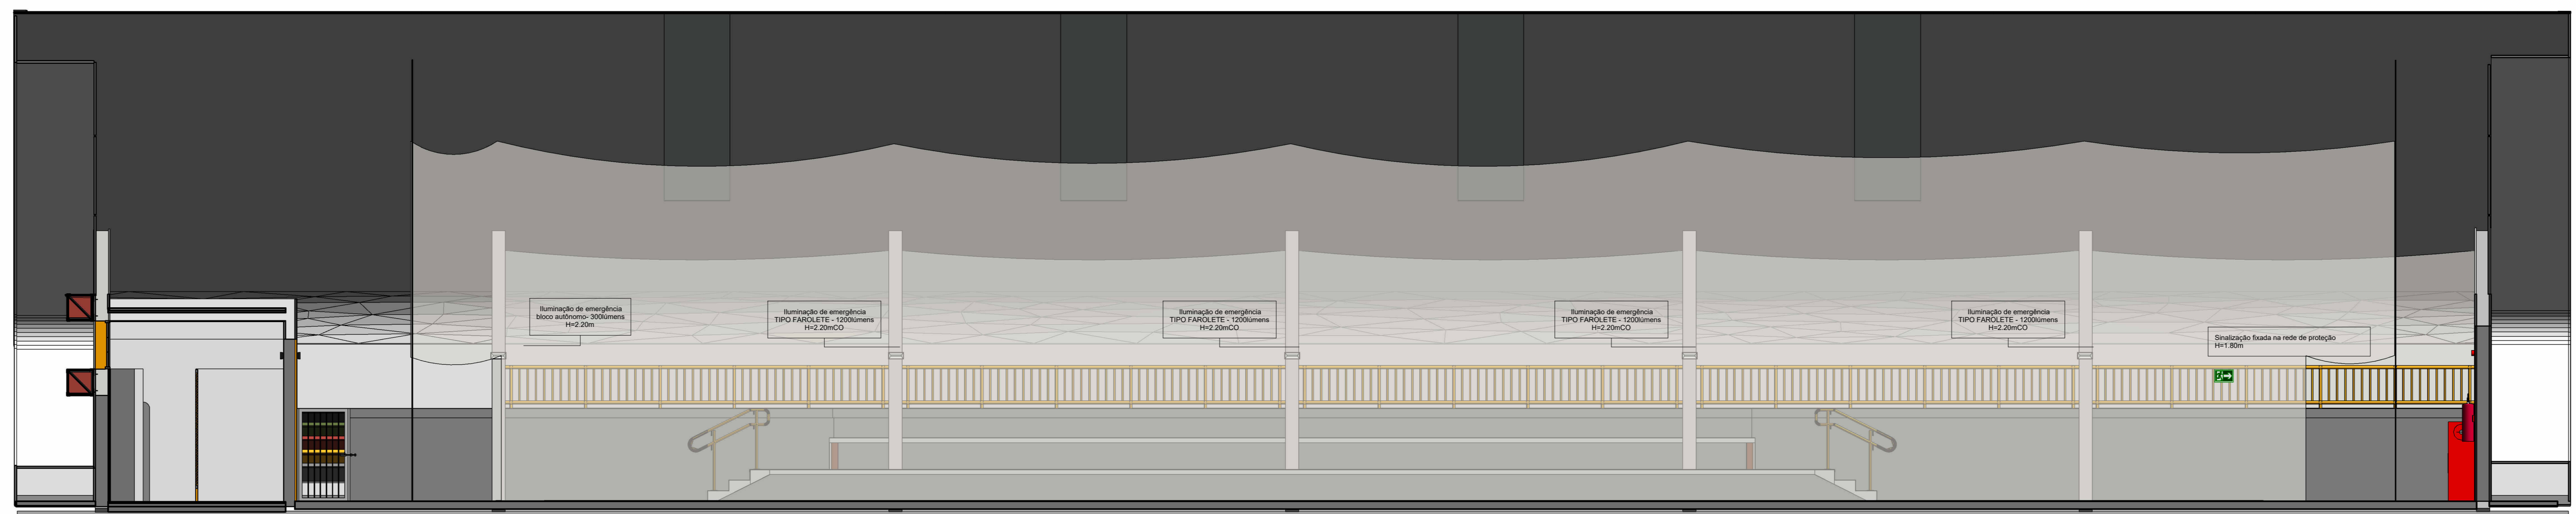 Iluminação de emergência
bloco autônomo- 300lúmens
H=2.20m
Iluminação de emergência
TIPO FAROLETE - 1200lúmens
H=2.20mCO
Iluminação de emergência
TIPO FAROLETE - 1200lúmens
H=2.20mCO
Iluminação de emergência
TIPO FAROLETE - 1200lúmens
H=2.20mCO
Iluminação de emergência
TIPO FAROLETE - 1200lúmens
H=2.20mCO
Sinalização fixada na rede de proteção
H=1.80m